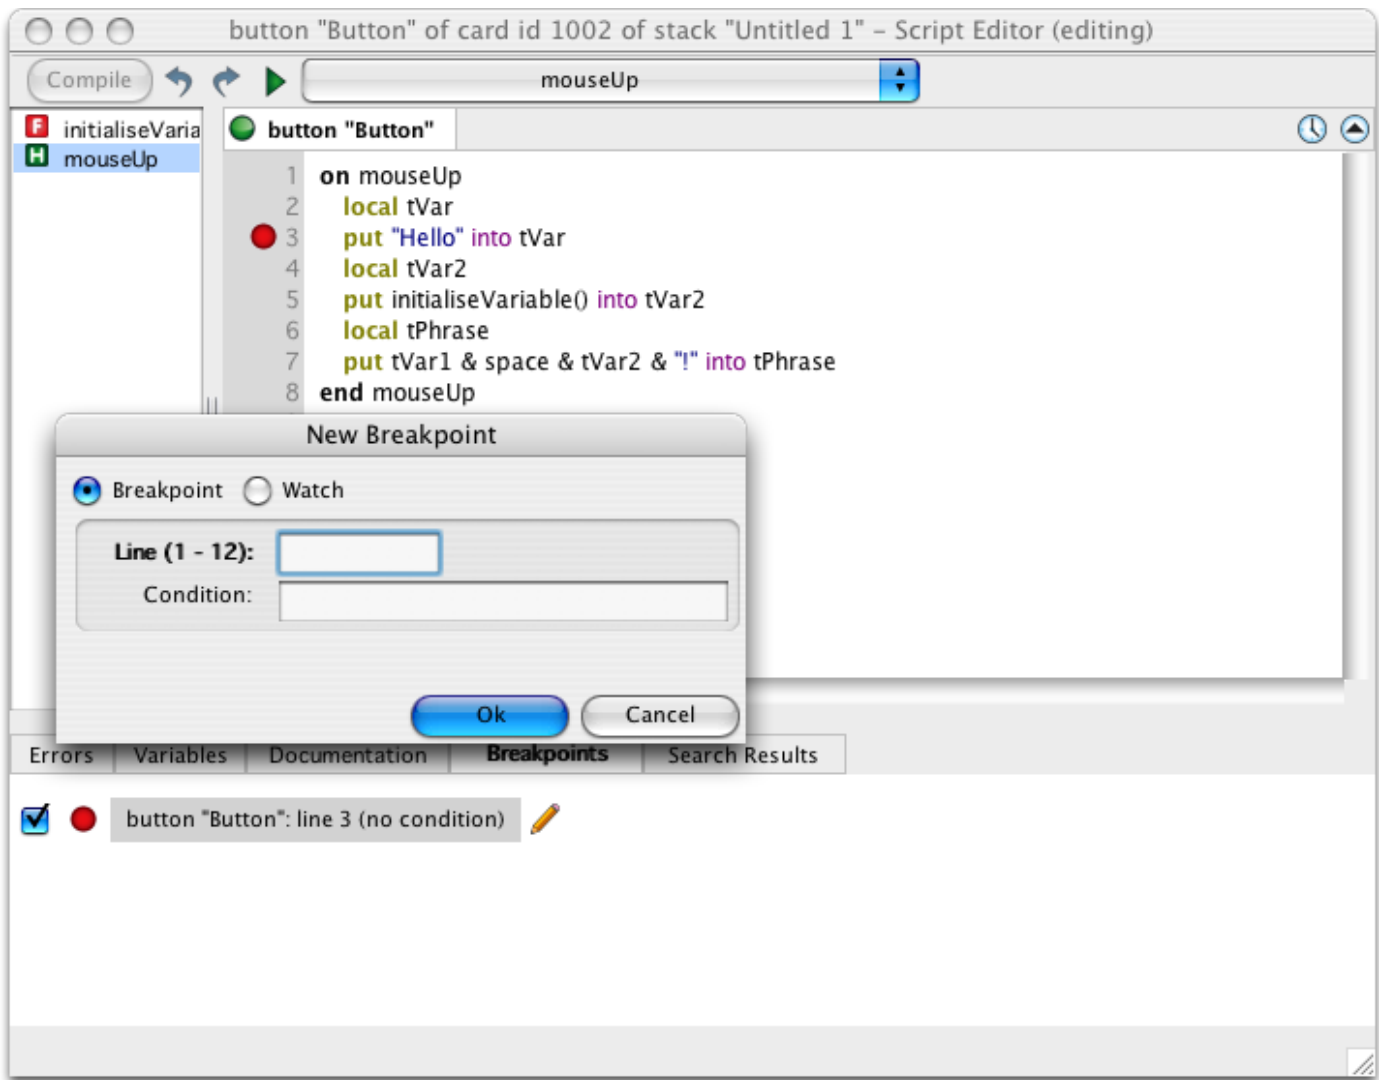 button "Button" of card id 1002 of stack "Untitled 1" – Script Editor (editing)
Compile
mouseUp
F initialiseVaria
H mouseUp
button "Button"
1 on mouseUp
2 local tVar
3 put "Hello" into tVar
4 local tVar2
5 put initialiseVariable() into tVar2
6 local tPhrase
7 put tVar1 & space & tVar2 & "!" into tPhrase
8 end mouseUp
New Breakpoint
Breakpoint Watch
Line (1 - 12):
Condition:
Ok Cancel
Errors Variables Documentation Breakpoints Search Results
button "Button": line 3 (no condition)